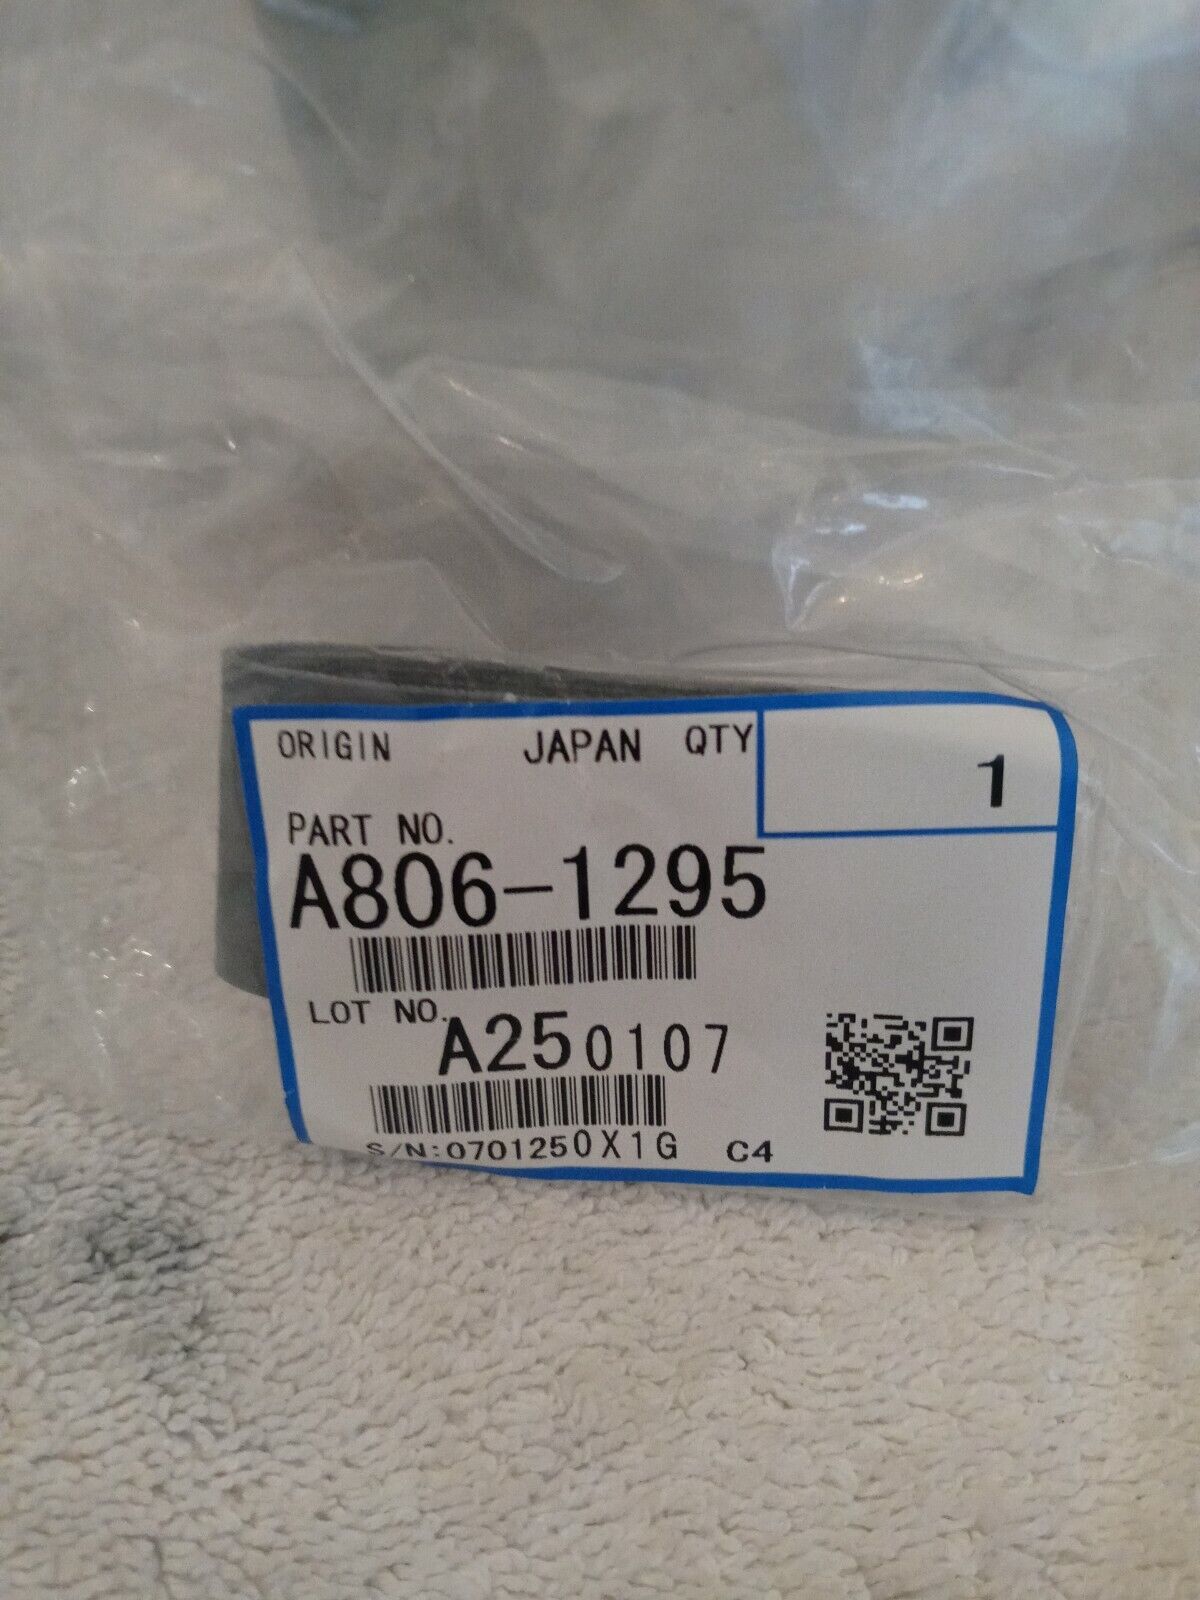 ORIGIN JAPAN QTY 1
PART NO.
A806-1295
LOT NO. A250107
S/N:0701250X1G C4